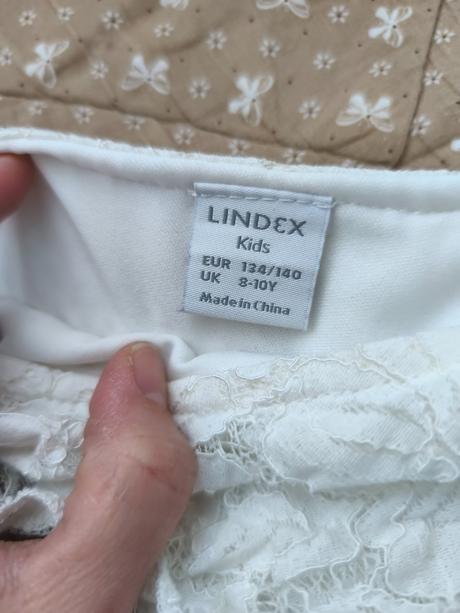 LINDEX
Kids
EUR 134/140
UK 8-10Y
Made in China